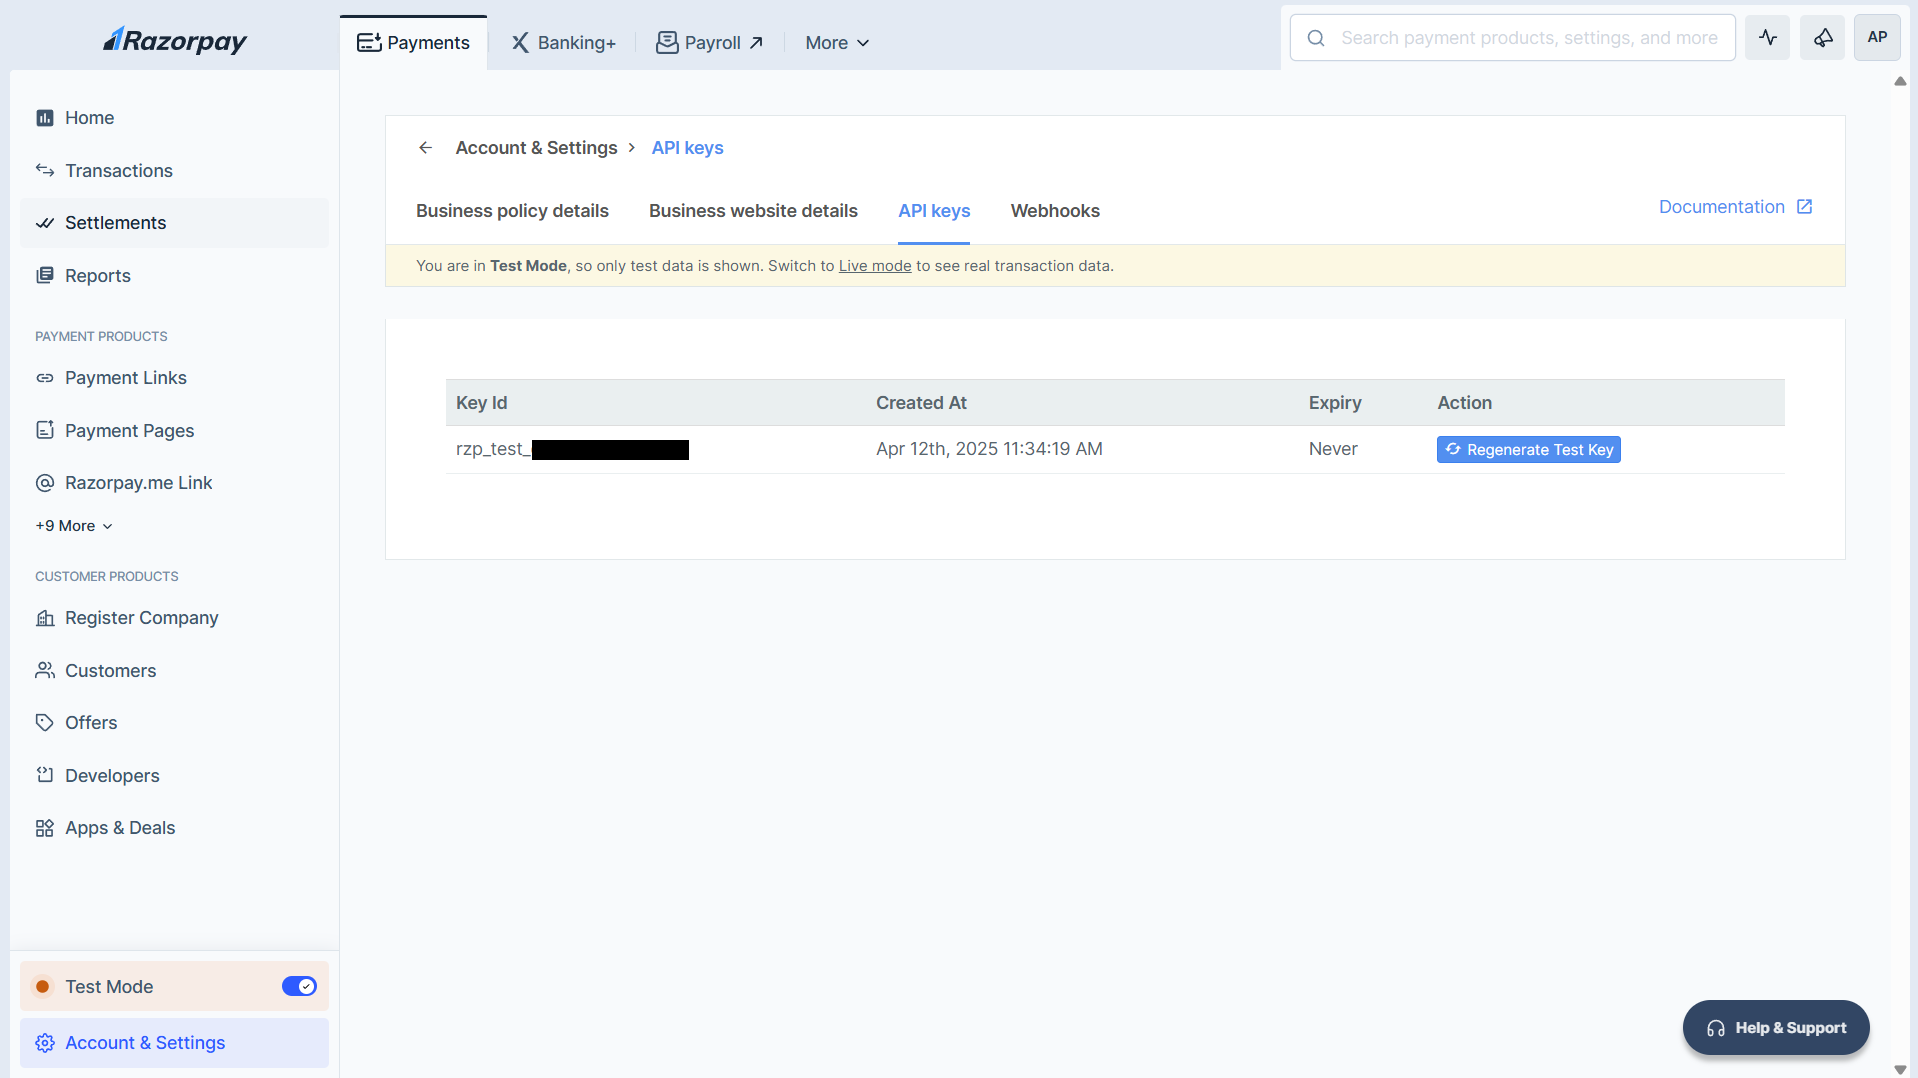 Razorpay
Payments
Banking+
Payroll
More
Search payment products, settings, and more
AP
Home
Transactions
Settlements
Reports
PAYMENT PRODUCTS
Payment Links
Payment Pages
Razorpay.me Link
+9 More
CUSTOMER PRODUCTS
Register Company
Customers
Offers
Developers
Apps & Deals
Test Mode
Account & Settings
Account & Settings > API keys
Business policy details
Business website details
API keys
Webhooks
Documentation
You are in Test Mode, so only test data is shown. Switch to Live mode to see real transaction data.
Key Id Created At Expiry Action
rzp_test_ Apr 12th, 2025 11:34:19 AM Never Regenerate Test Key
Help & Support